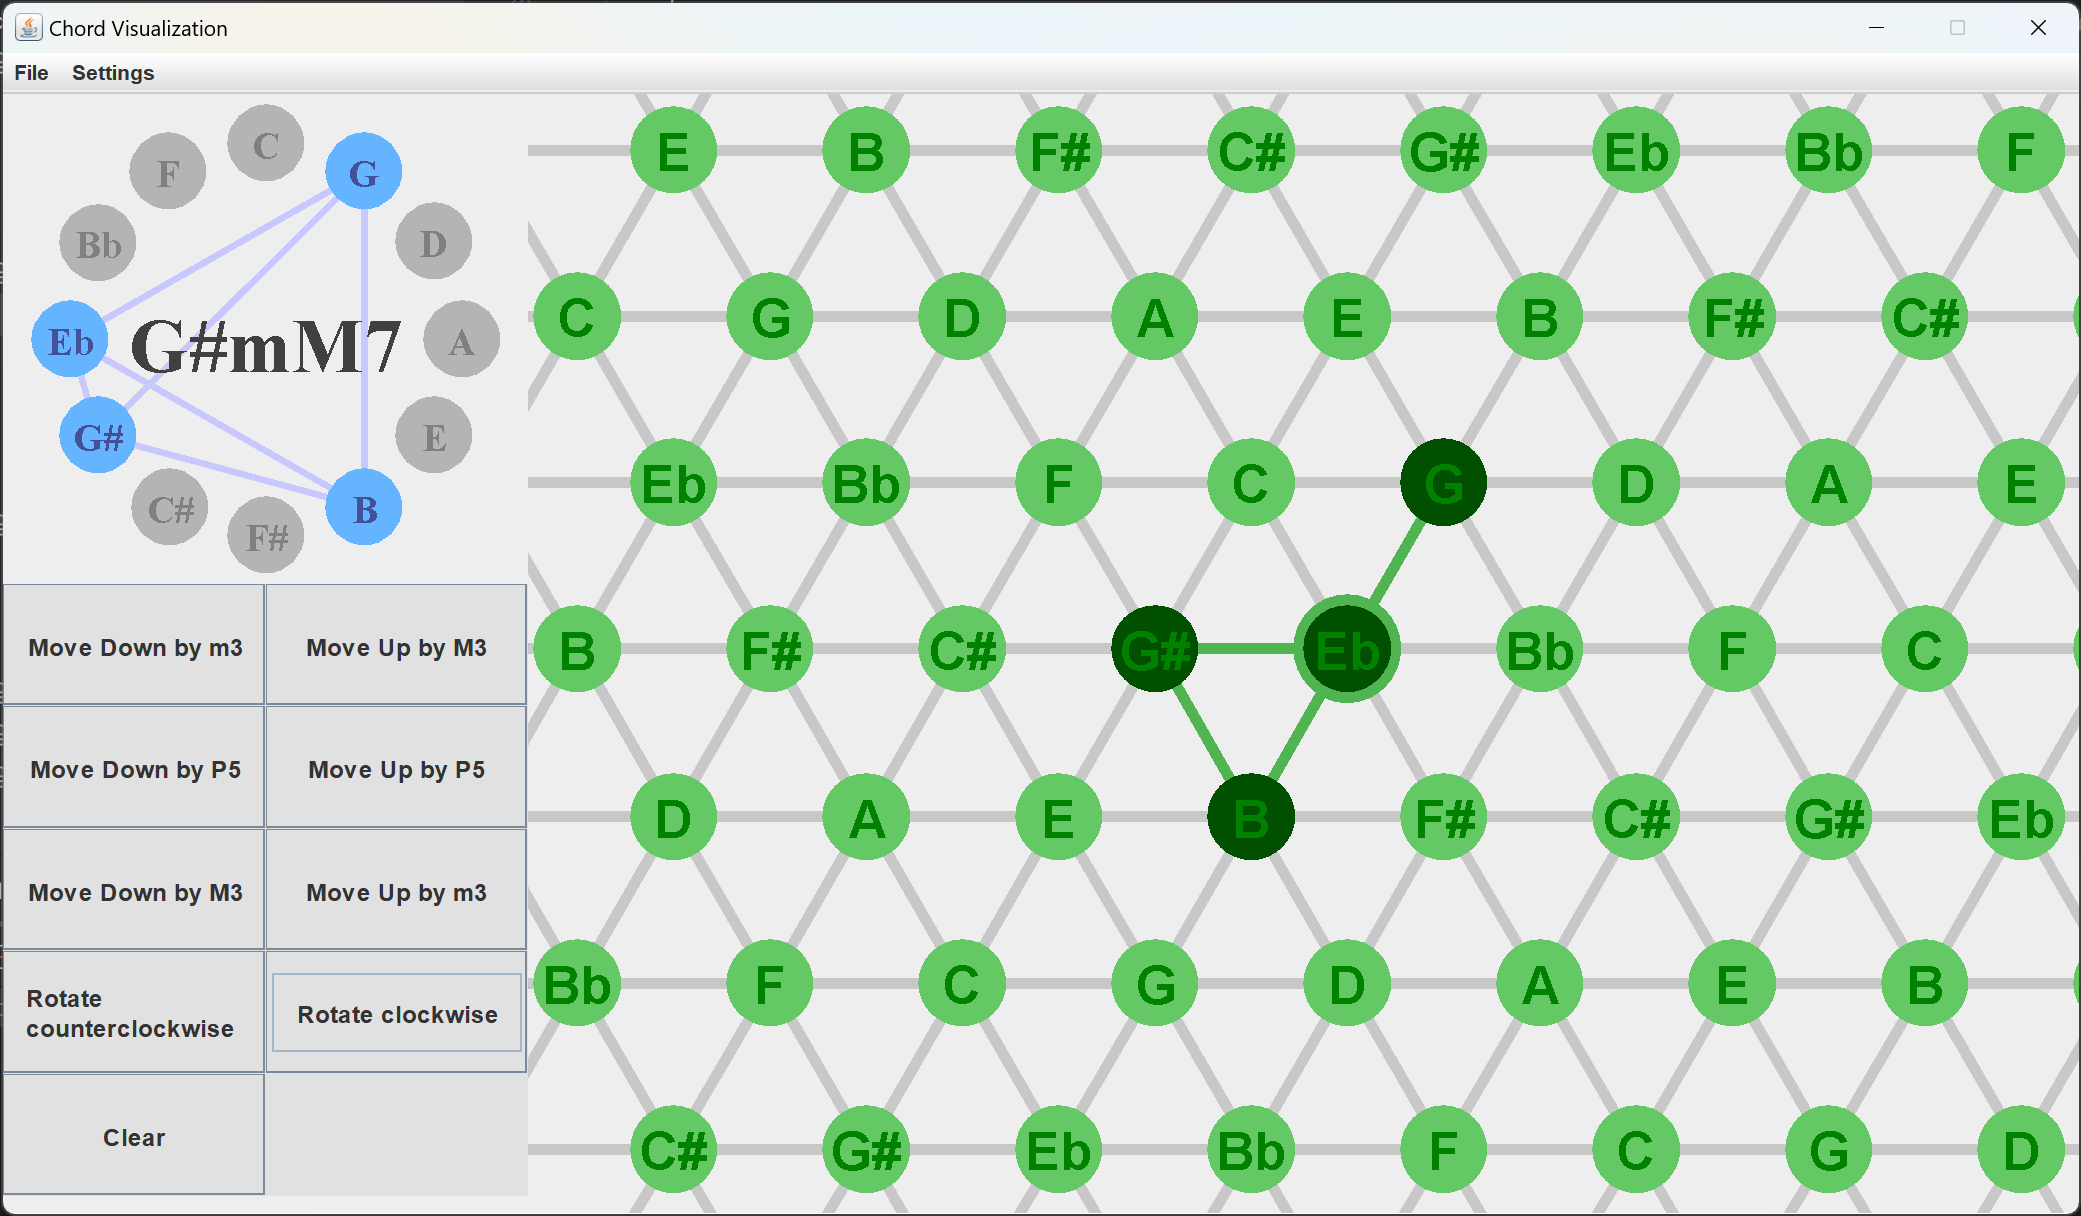 Chord Visualization
File Settings
C
F G
Bb D
Eb G#mM7 A
G# E
C# B
F#
Move Down by m3 Move Up by M3
Move Down by P5 Move Up by P5
Move Down by M3 Move Up by m3
Rotate
counterclockwise
Rotate clockwise
Clear
E B F# C# G# Eb Bb F
C G D A E B F# C#
Eb Bb F C G D A E
B F# C# G# Eb Bb F C
D A E B F# C# G# Eb
Bb F C G D A E B
C# G# Eb Bb F C G D